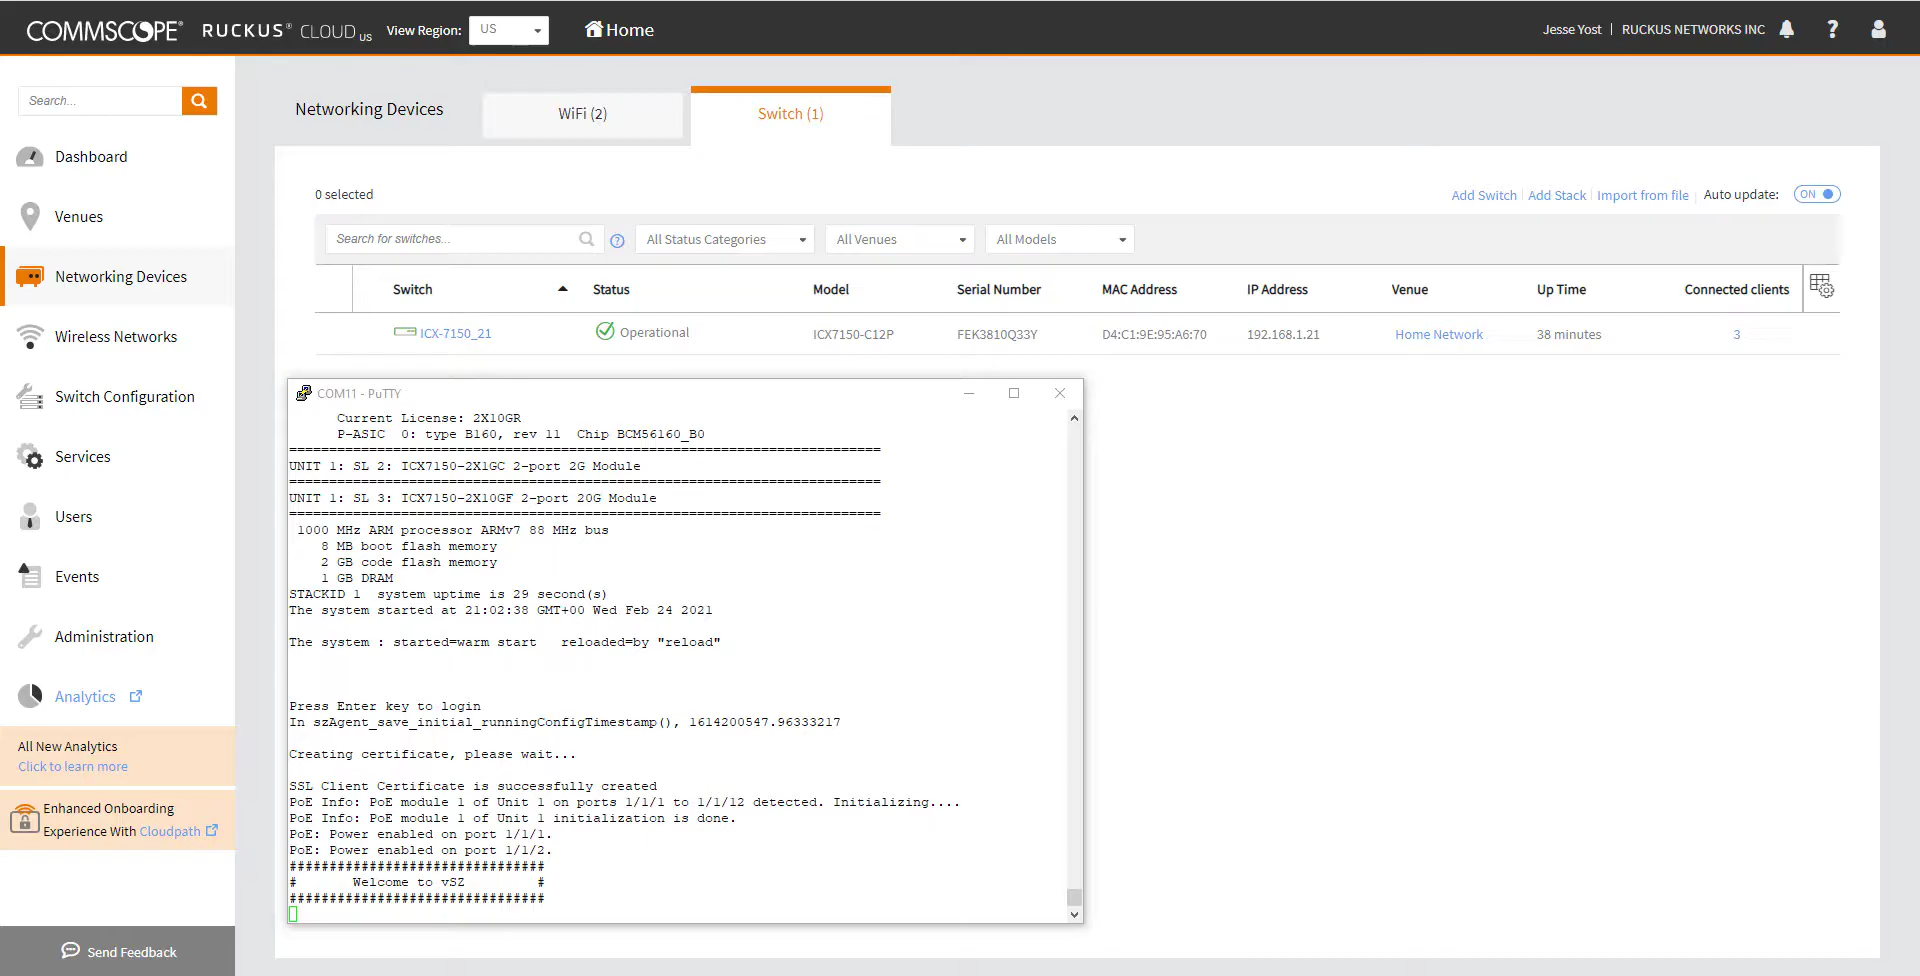 COMMSCOPE® RUCKUS® CLOUD US View Region: US Home Jesse Yost | RUCKUS NETWORKS INC ?
Search...
Dashboard
Venues
Networking Devices
Wireless Networks
Switch Configuration
Services
Users
Events
Administration
Analytics
All New Analytics
Click to learn more
Enhanced Onboarding
Experience With Cloudpath
Send Feedback
Networking Devices WiFi (2) Switch (1)
0 selected Add Switch | Add Stack | Import from file | Auto update: ON
Search for switches... ? All Status Categories All Venues All Models
Switch Status Model Serial Number MAC Address IP Address Venue Up Time Connected clients
ICX-7150_21 Operational ICX7150-C12P FEK3810Q33Y D4:C1:9E:95:A6:70 192.168.1.21 Home Network 38 minutes 3
COM11 - PuTTY
Current License: 2X10GR
P-ASIC 0: type B160, rev 11 Chip BCM56160_B0
==========================================================================
UNIT 1: SL 2: ICX7150-2X1GC 2-port 2G Module
==========================================================================
UNIT 1: SL 3: ICX7150-2X10GF 2-port 20G Module
==========================================================================
1000 MHz ARM processor ARMv7 88 MHz bus
8 MB boot flash memory
2 GB code flash memory
1 GB DRAM
STACKID 1 system uptime is 29 second(s)
The system started at 21:02:38 GMT+00 Wed Feb 24 2021
The system : started=warm start reloaded=by "reload"
Press Enter key to login
In szAgent_save_initial_runningConfigTimestamp(), 1614200547.96333217
Creating certificate, please wait...
SSL Client Certificate is successfully created
PoE Info: PoE module 1 of Unit 1 on ports 1/1/1 to 1/1/12 detected. Initializing....
PoE Info: PoE module 1 of Unit 1 initialization is done.
PoE: Power enabled on port 1/1/1.
PoE: Power enabled on port 1/1/2.
################################
# Welcome to vSZ #
################################